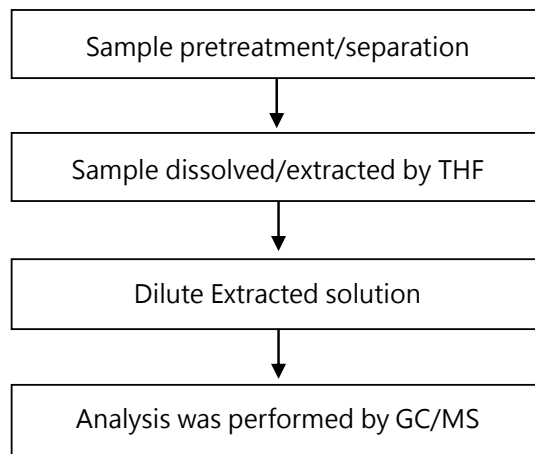 Sample pretreatment/separation
Sample dissolved/extracted by THF
Dilute Extracted solution
Analysis was performed by GC/MS